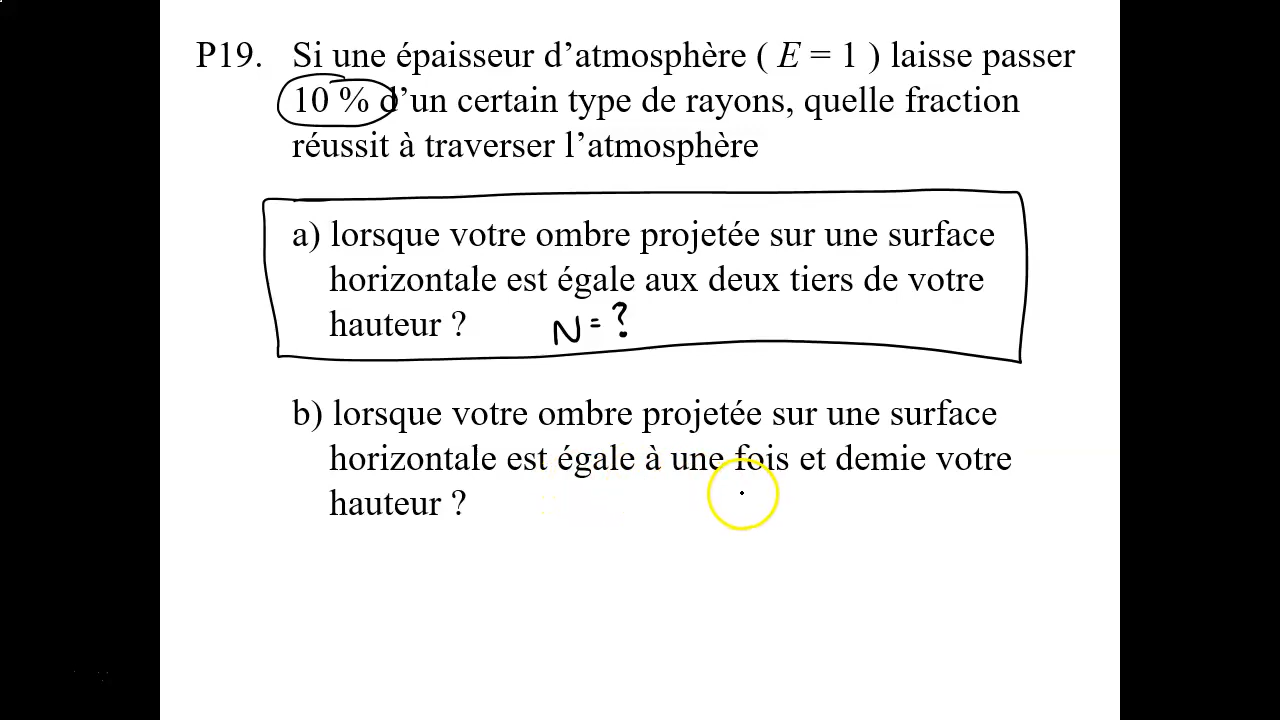 P19. Si une épaisseur d’atmosphère ( E = 1 ) laisse passer
10 % d’un certain type de rayons, quelle fraction
réussit à traverser l’atmosphère
a) lorsque votre ombre projetée sur une surface
horizontale est égale aux deux tiers de votre
hauteur ? N = ?
b) lorsque votre ombre projetée sur une surface
horizontale est égale à une fois et demie votre
hauteur ?